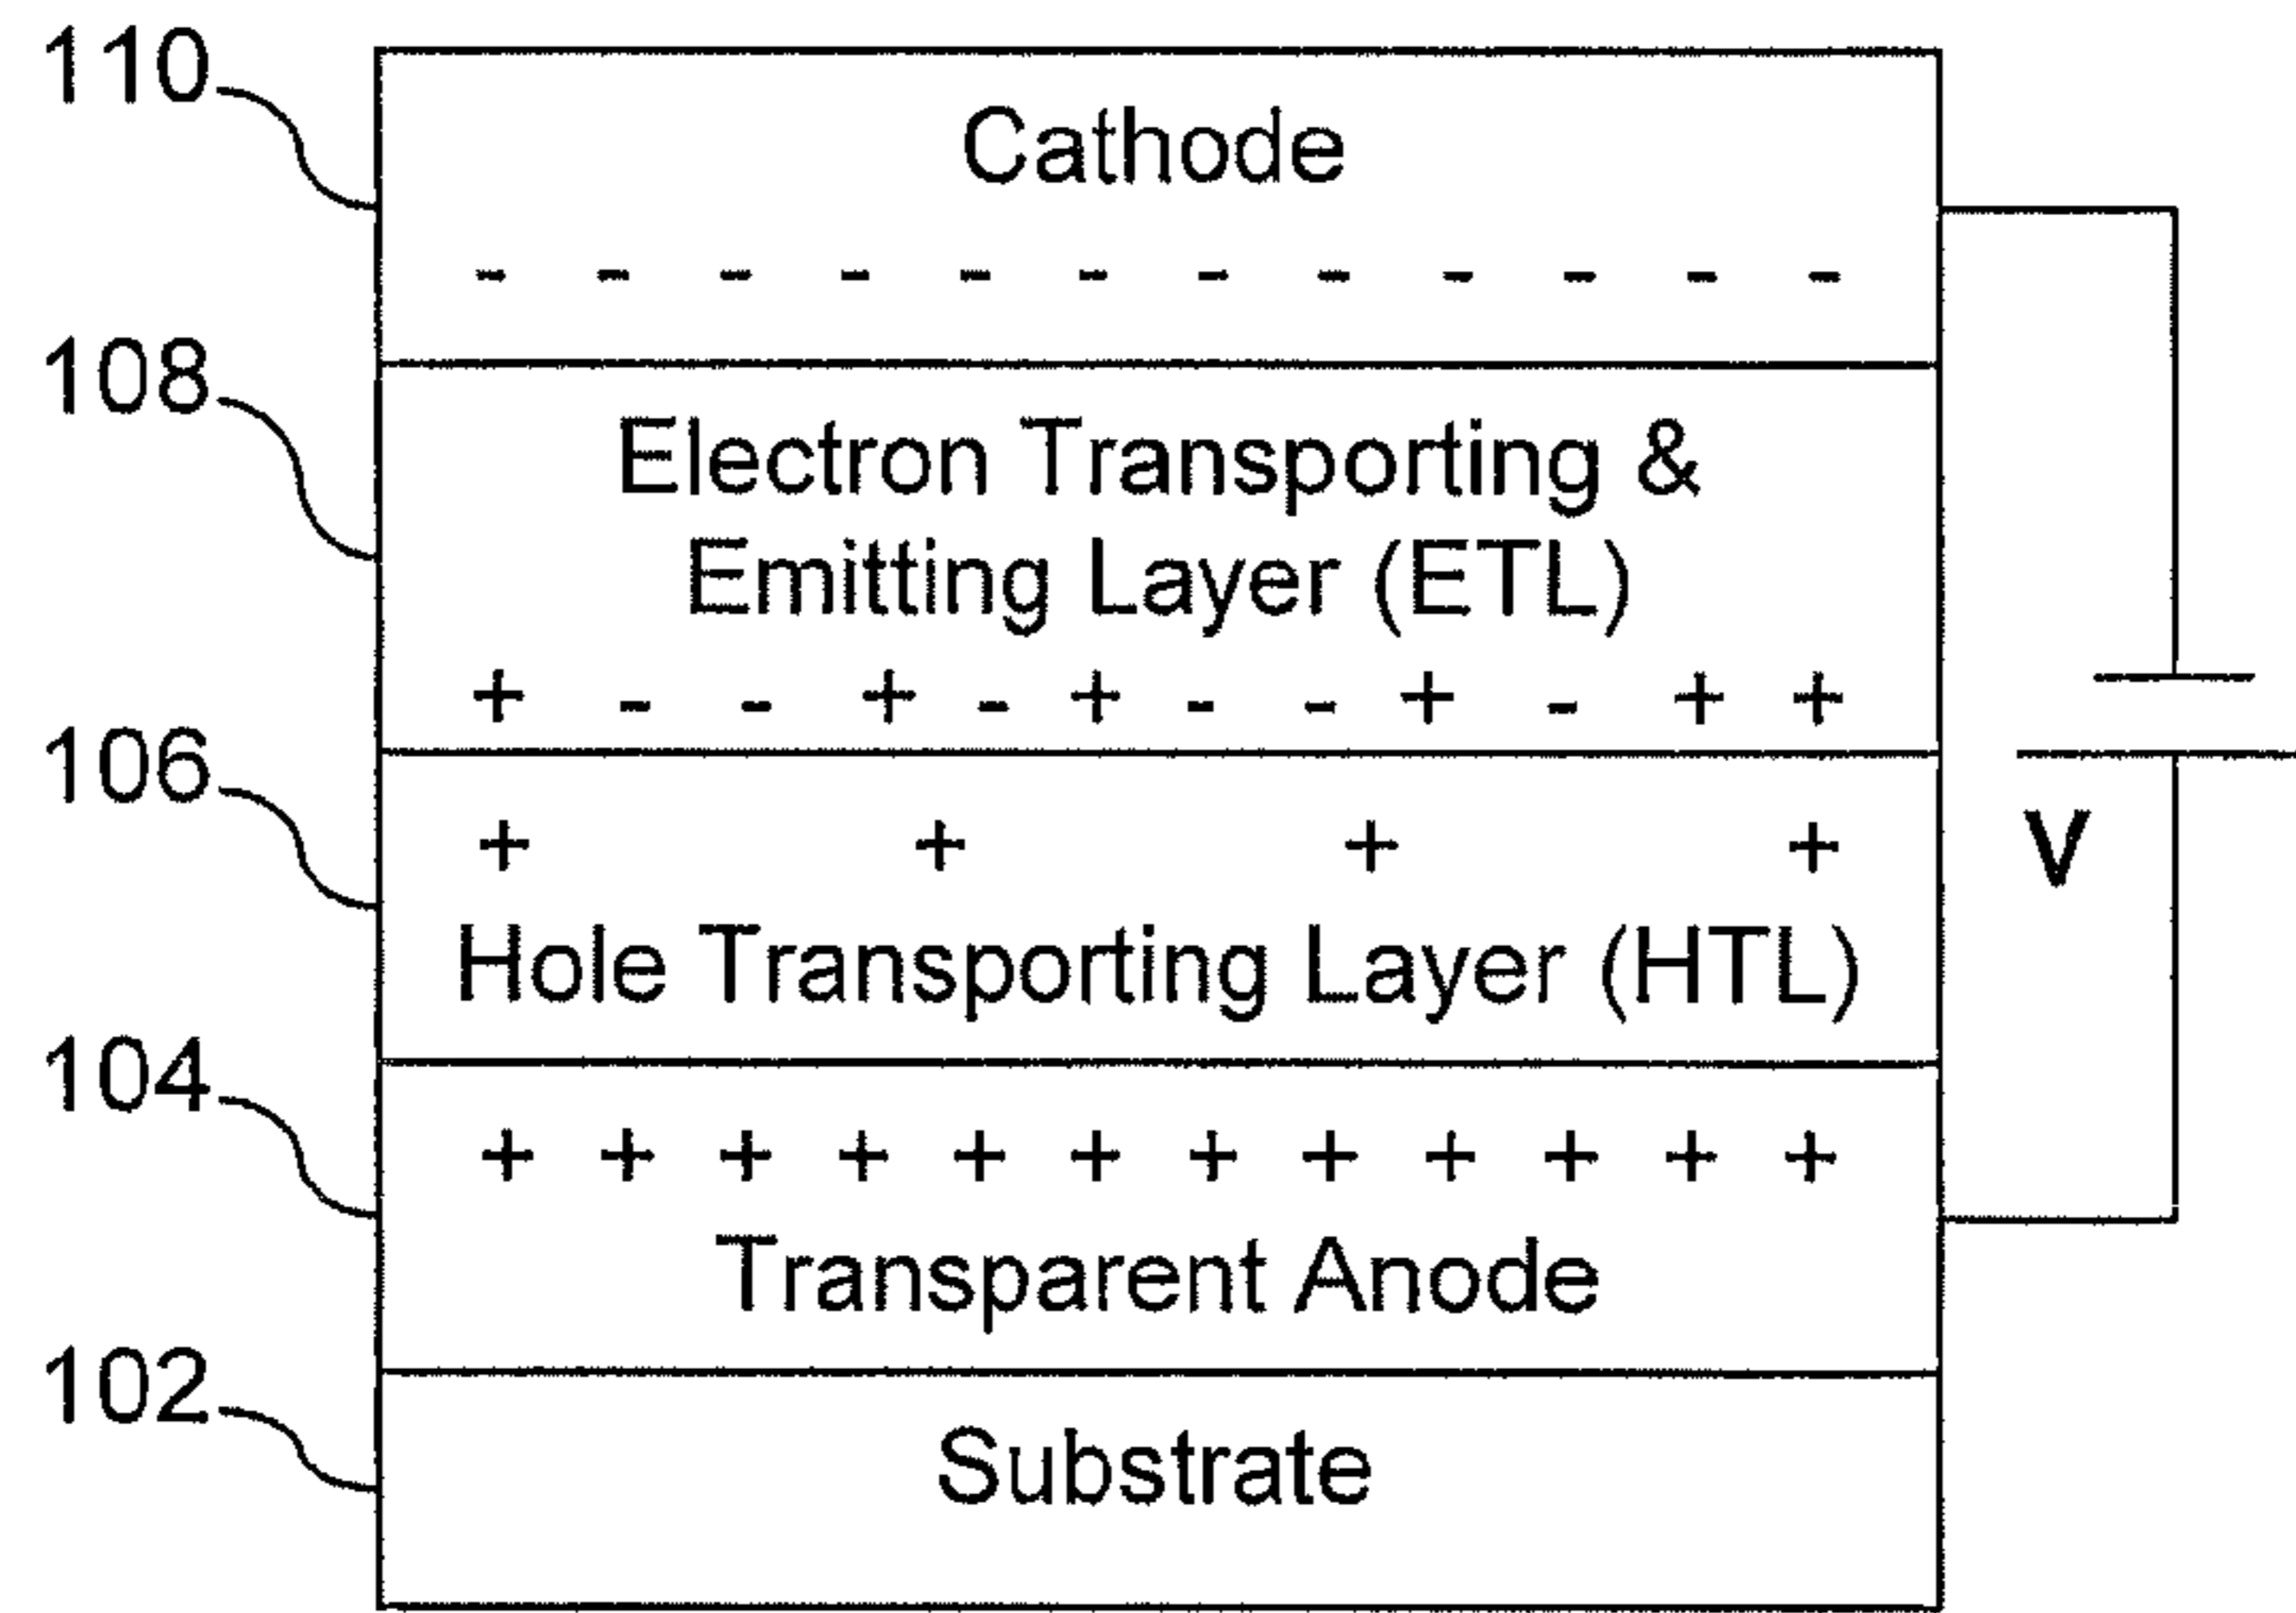 110
Cathode
- - - - - - - - - - - -
108
Electron Transporting &
Emitting Layer (ETL)
+ - - + - + - - + - + +
106
+ + + +
V
Hole Transporting Layer (HTL)
104
+ + + + + + + + + + + +
Transparent Anode
102
Substrate